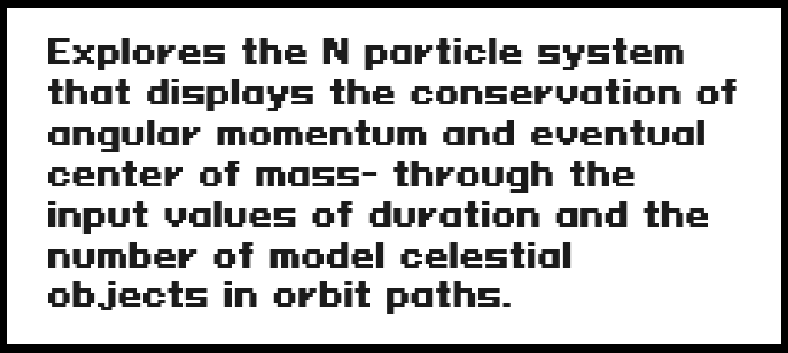 Explores the N particle system
that displays the conservation of
angular momentum and eventual
center of mass- through the
input values of duration and the
number of model celestial
objects in orbit paths.